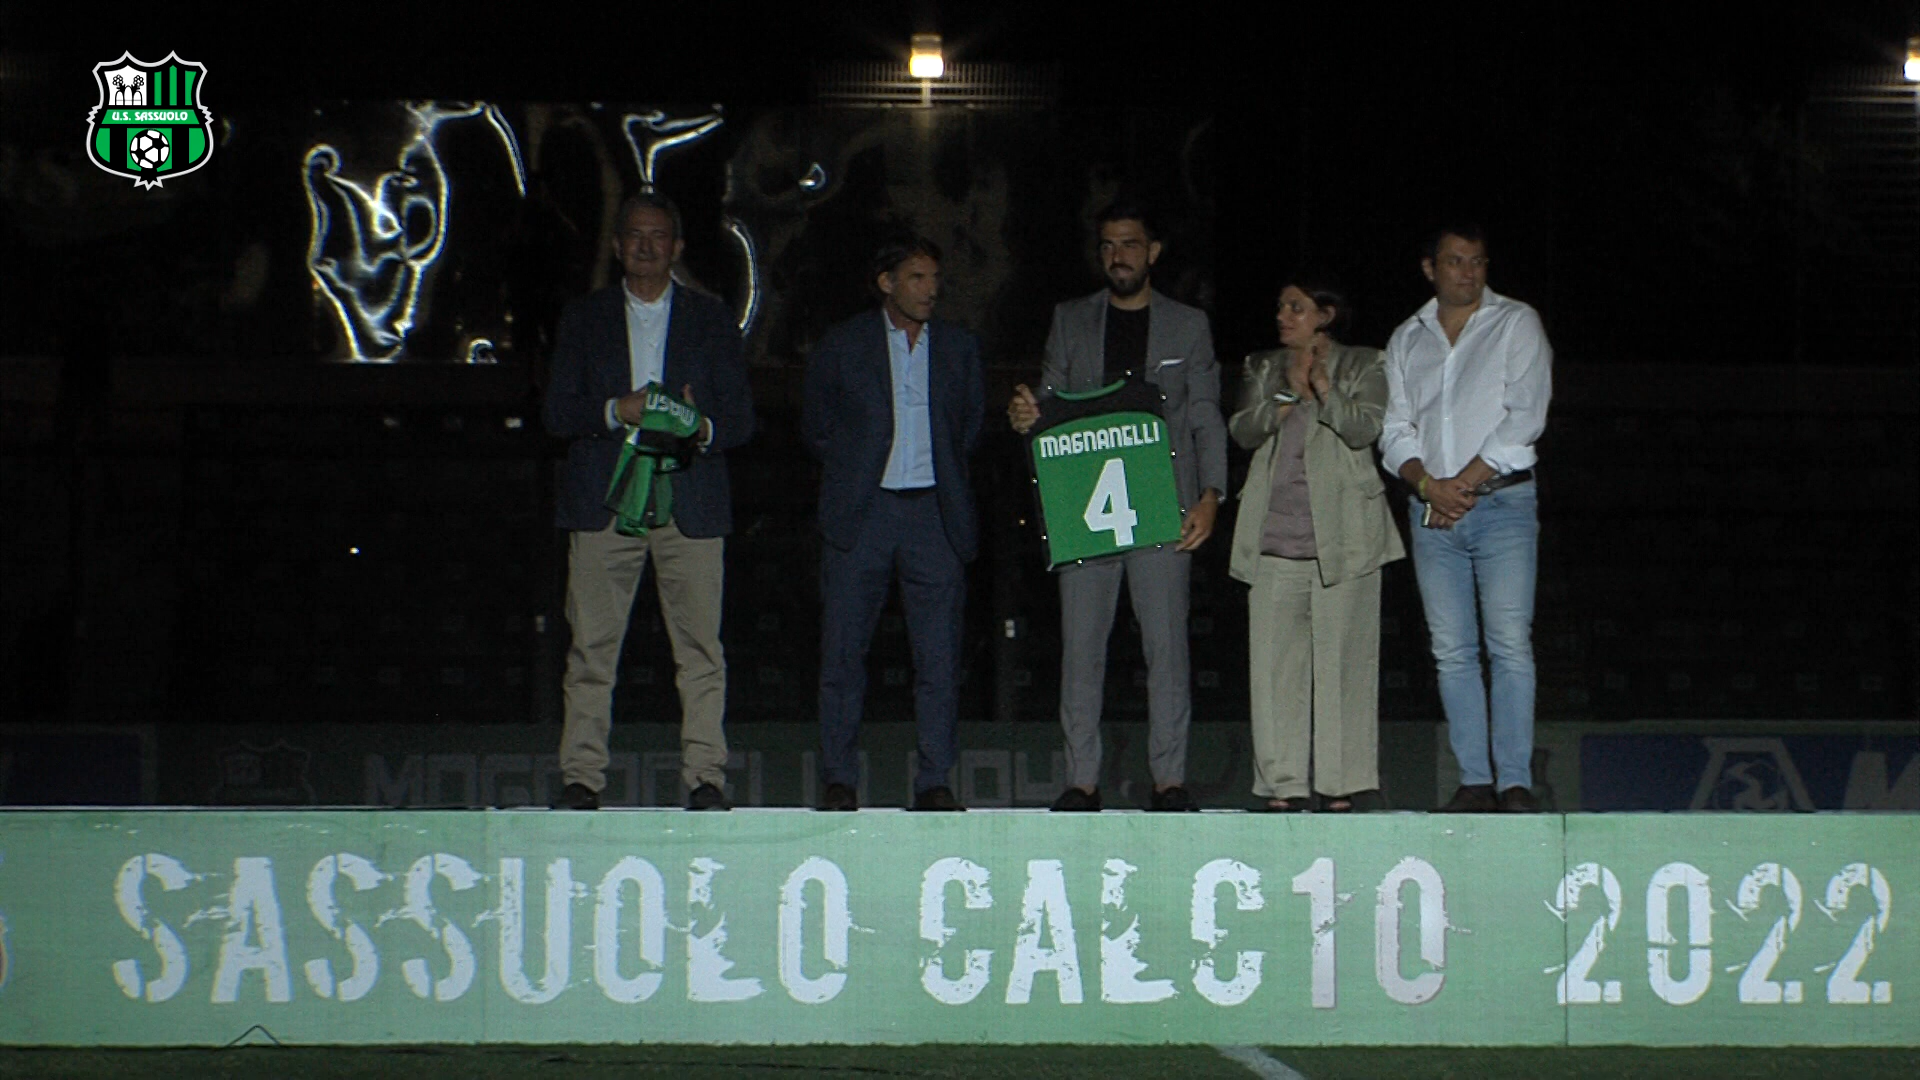 U.S. SASSUOLO
MAGNANELLI
4
SASSUOLO CALC10 2022